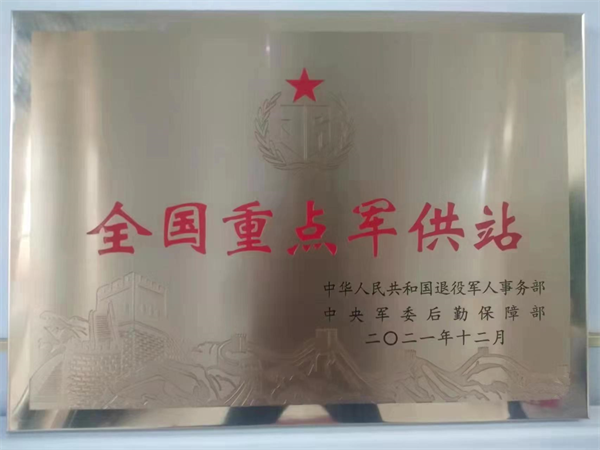 全国重点军供站
中华人民共和国退役军人事务部
中央军委后勤保障部
二〇二一年十二月